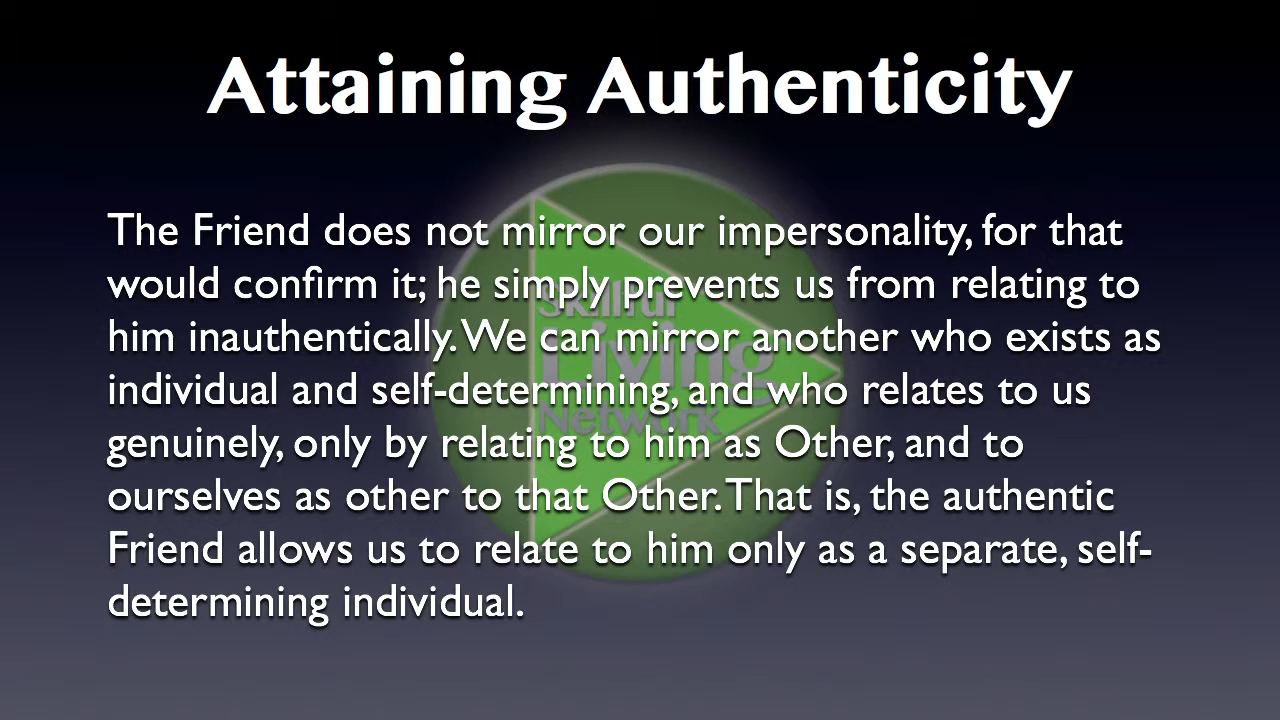 Attaining Authenticity
The Friend does not mirror our impersonality, for that
would confirm it; he simply prevents us from relating to
him inauthentically. We can mirror another who exists as
individual and self-determining, and who relates to us
genuinely, only by relating to him as Other, and to
ourselves as other to that Other. That is, the authentic
Friend allows us to relate to him only as a separate, self-
determining individual.
Skillful
Living
Network